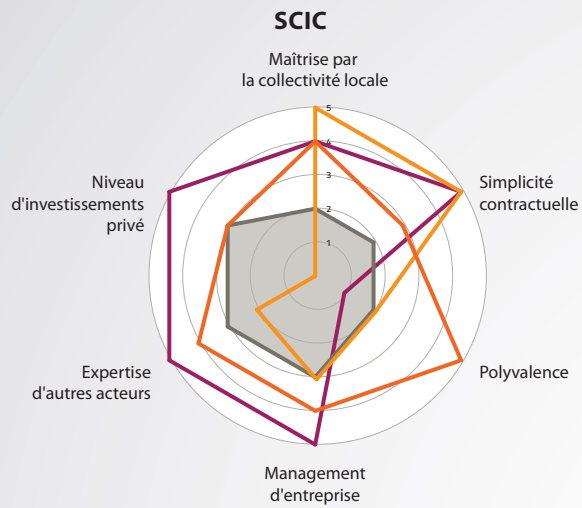 SCIC
Maîtrise par
la collectivité locale
5
4
3
2
1
Niveau
d'investissements
privé
Simplicité
contractuelle
Expertise
d'autres acteurs
Polyvalence
Management
d'entreprise